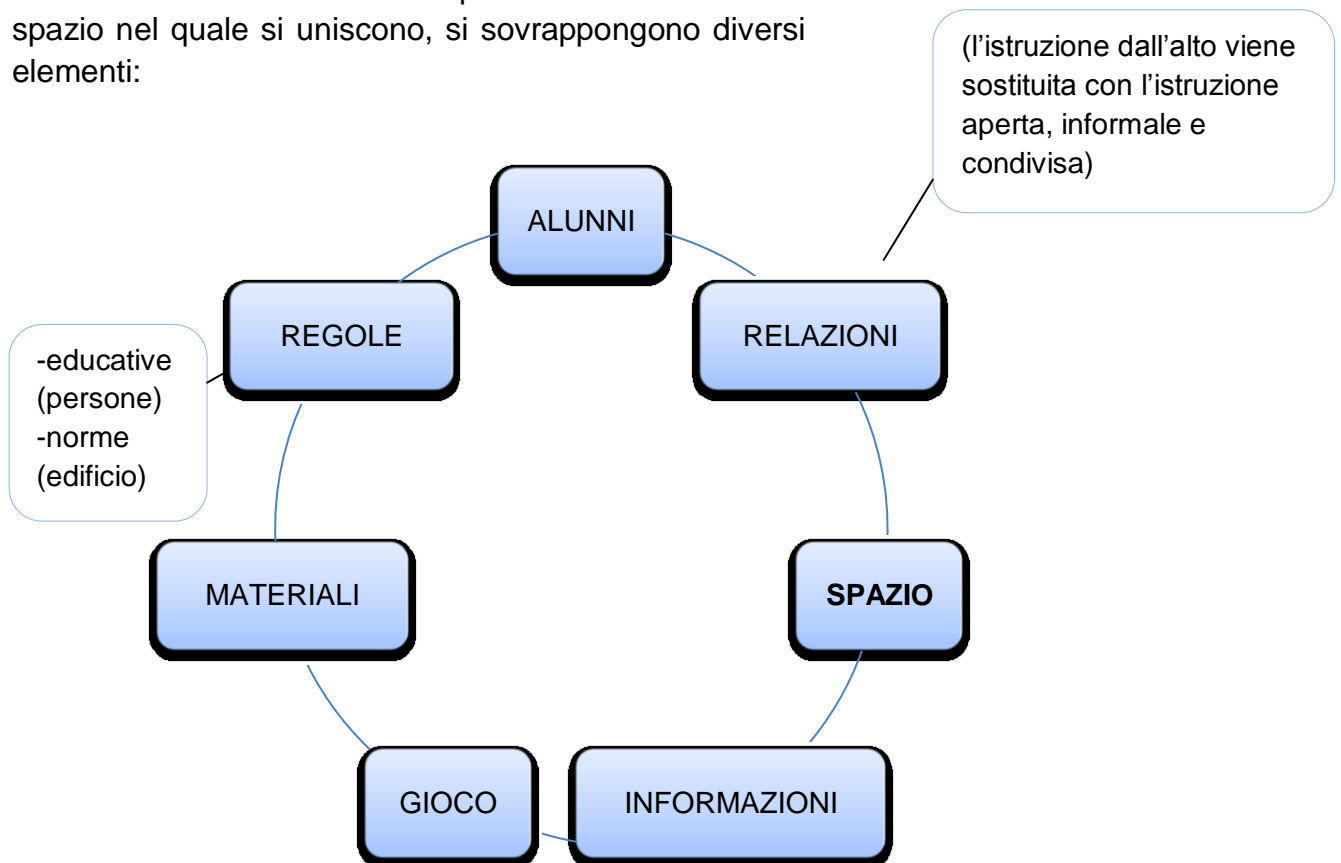 spazio nel quale si uniscono, si sovrappongono diversi
elementi:
(l’istruzione dall’alto viene
sostituita con l’istruzione
aperta, informale e
condivisa)
ALUNNI
REGOLE
RELAZIONI
-educative
(persone)
-norme
(edificio)
MATERIALI
SPAZIO
GIOCO
INFORMAZIONI